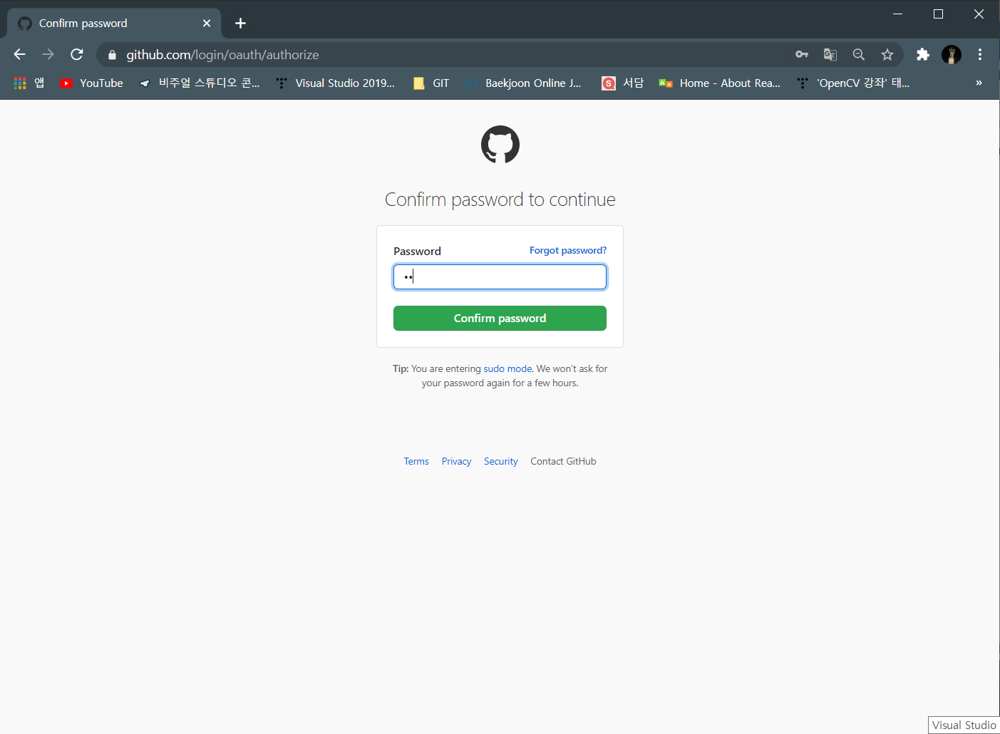 Confirm password
github.com/login/oauth/authorize
앱 YouTube 비주얼 스튜디오 콘... Visual Studio 2019... GIT Baekjoon Online J... 서담 Home - About Rea... 'OpenCV 강좌' 태... »
Confirm password to continue
Password Forgot password?
Confirm password
Tip: You are entering sudo mode. We won't ask for
your password again for a few hours.
Terms Privacy Security Contact GitHub
Visual Studio